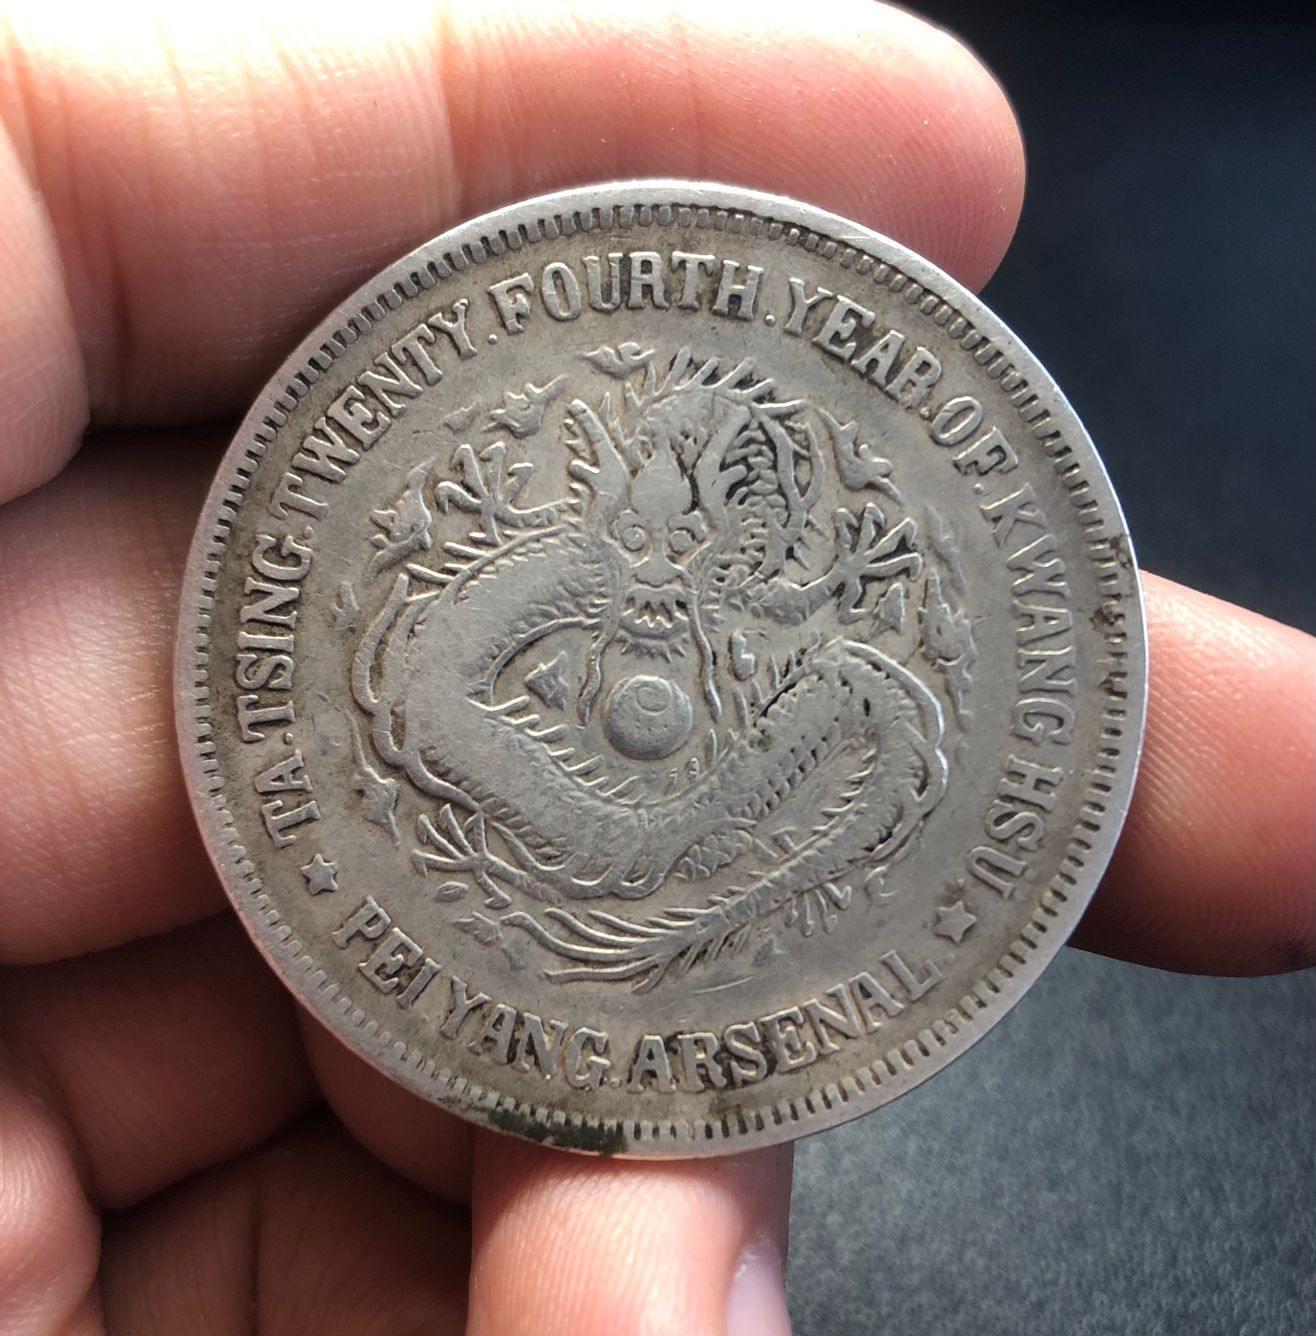 TA.TSING.TWENTY.FOURTH.YEAR.OF.KWANG HSU
PEI YANG.ARSENAL.